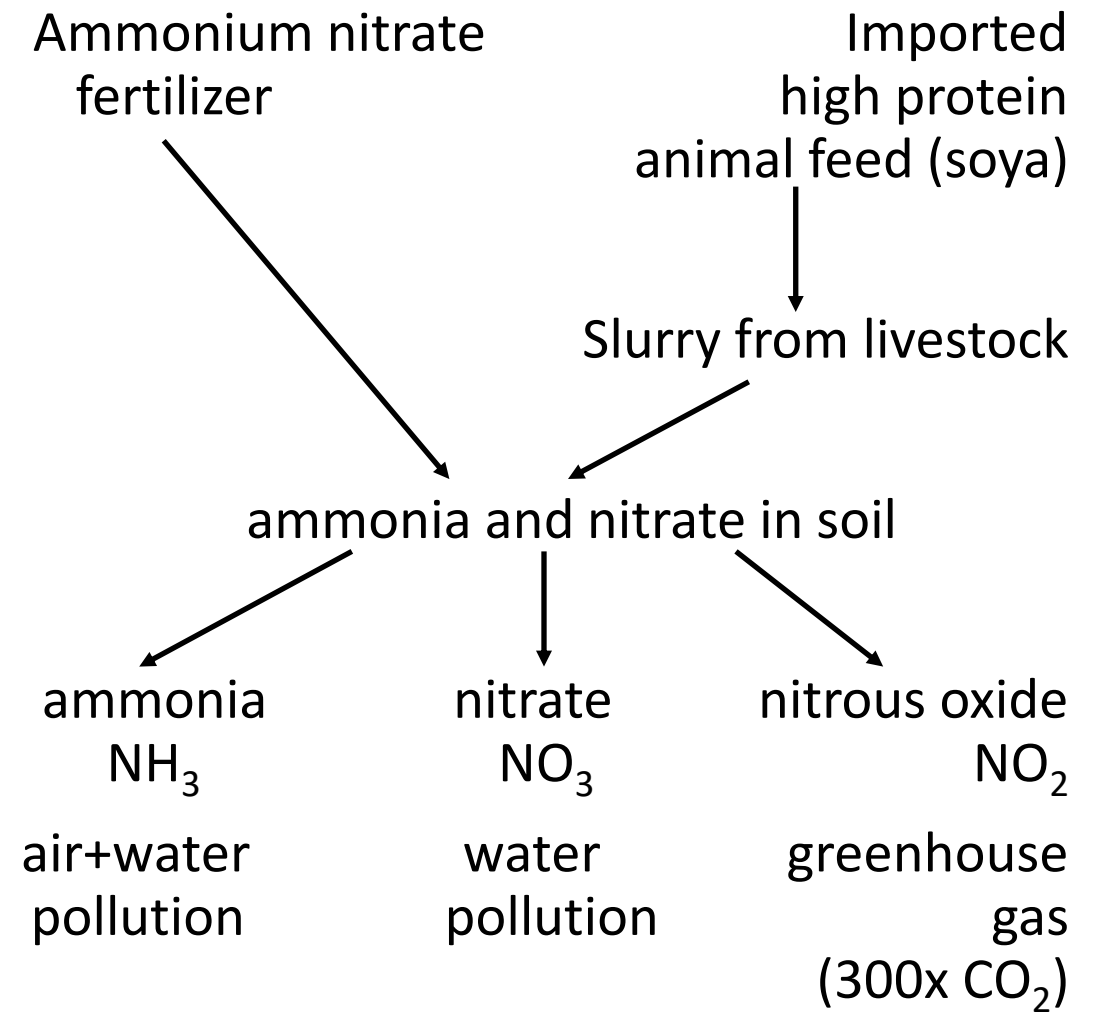 Ammonium nitrate
fertilizer
Imported
high protein
animal feed (soya)
Slurry from livestock
ammonia and nitrate in soil
ammonia
NH₃
air+water
pollution
nitrate
NO₃
water
pollution
nitrous oxide
NO₂
greenhouse
gas
(300x CO₂)